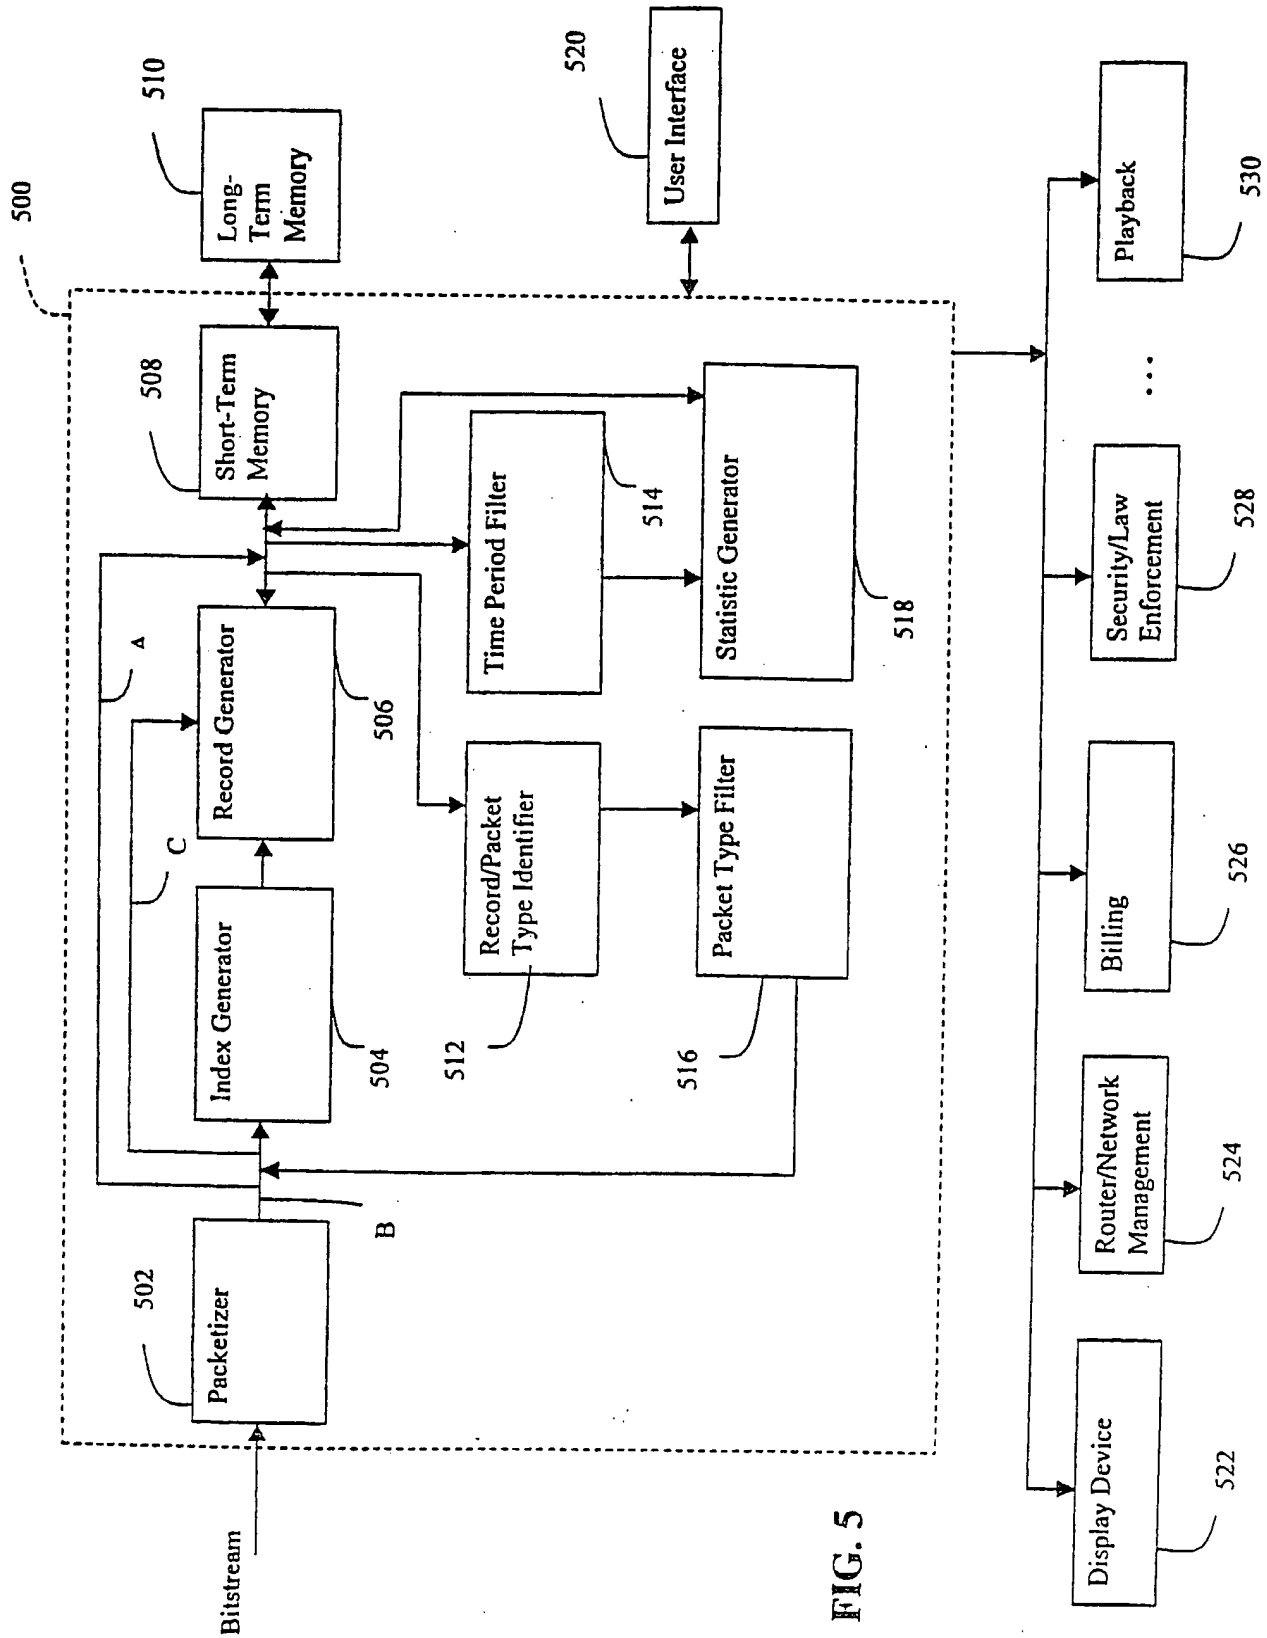 500
510
Long-
Term
Memory
508
Short-Term
Memory
520
User Interface
A
C
Record Generator
506
Index Generator
504
502
Packetizer
B
Bitstream
Time Period Filter
514
Record/Packet
Type Identifier
512
Statistic Generator
518
Packet Type Filter
516
Display Device
522
Router/Network
Management
524
Billing
526
Security/Law
Enforcement
528
...
Playback
530
FIG. 5